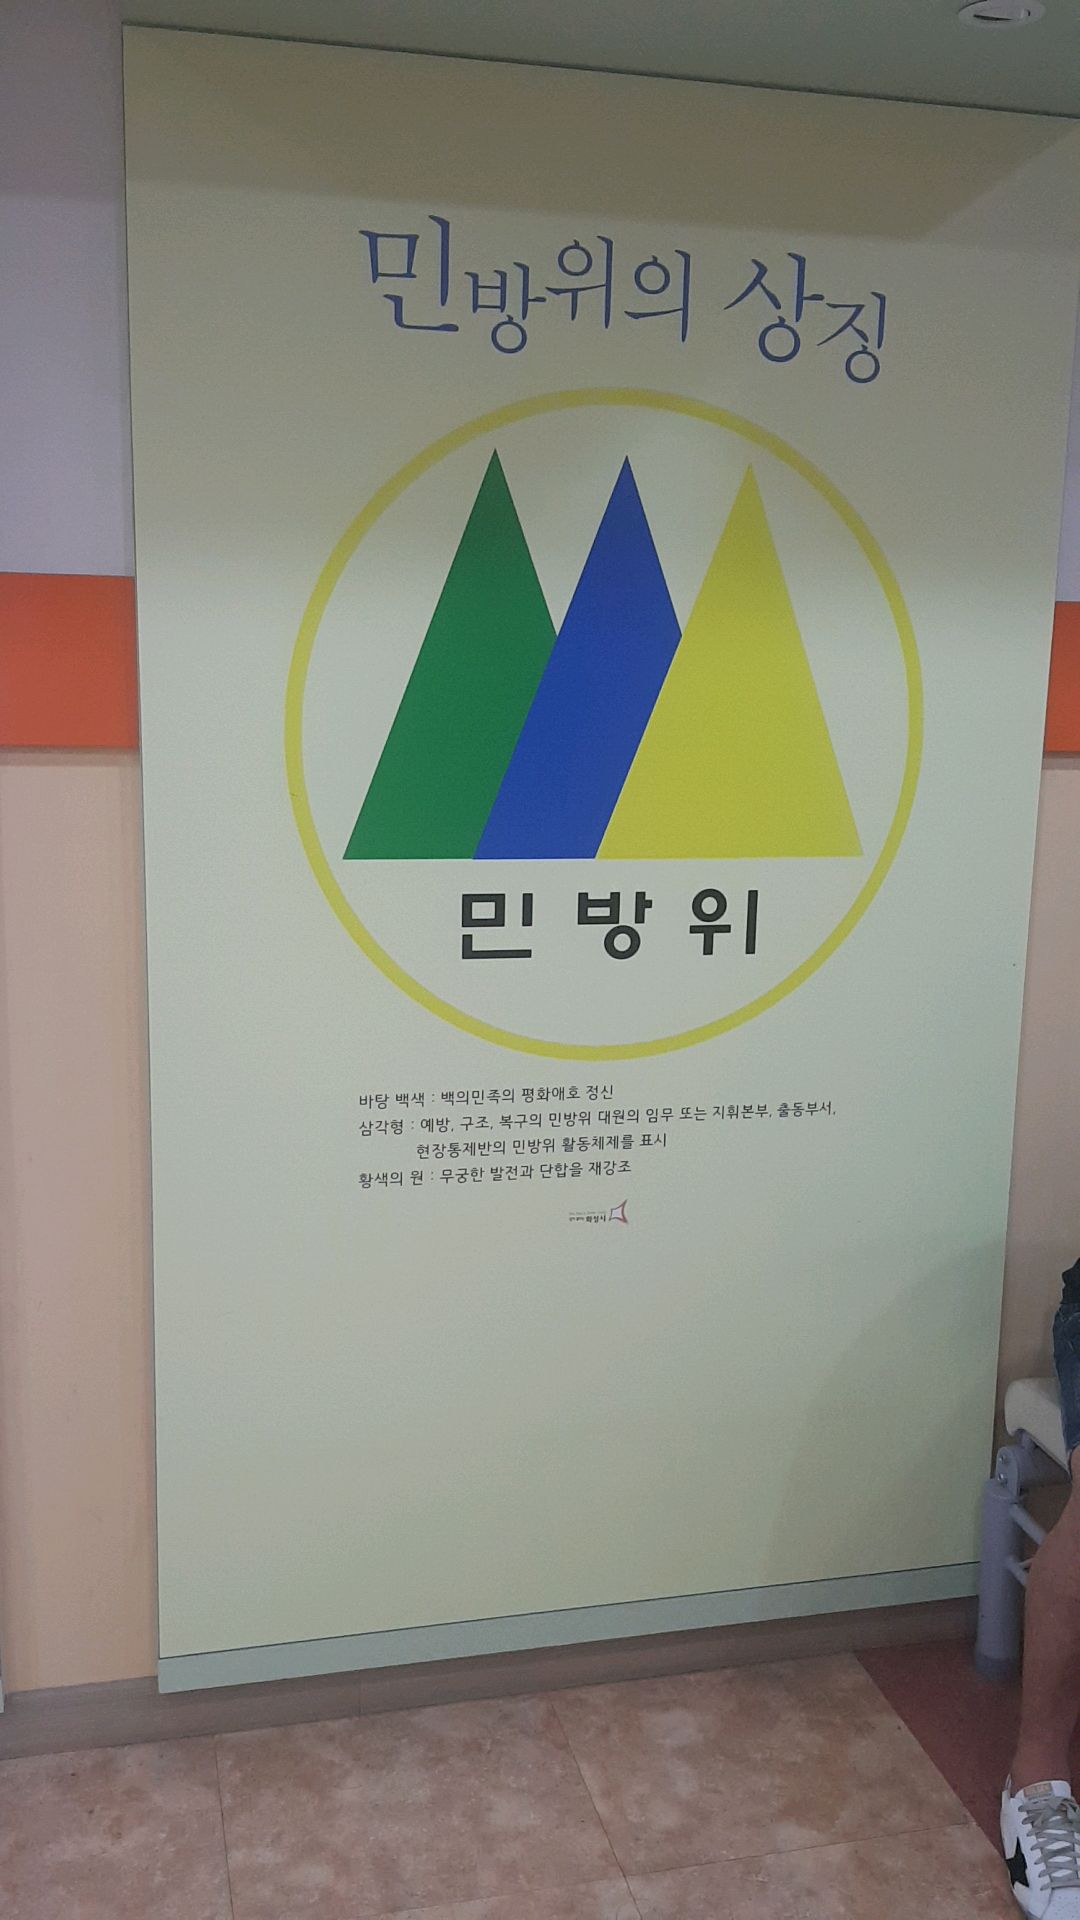 민방위의 상징
민방위
바탕 백색 : 백의민족의 평화애호 정신
삼각형 : 예방, 구조, 복구의 민방위 대원의 임무 또는 지휘본부, 출동부서,
현장통제반의 민방위 활동체제를 표시
황색의 원 : 무궁한 발전과 단합을 재강조
화성시